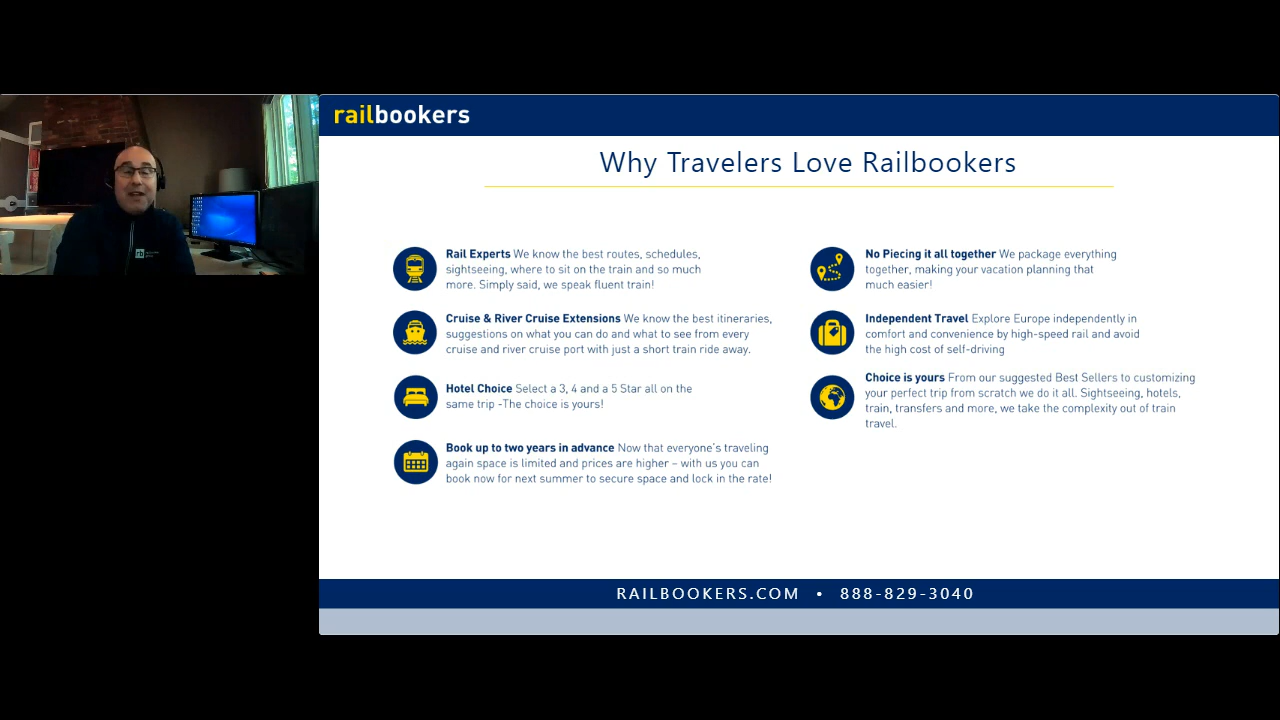 railbookers
Why Travelers Love Railbookers
Rail Experts We know the best routes, schedules,
sightseeing, where to sit on the train and so much
more. Simply said, we speak fluent train!
Cruise & River Cruise Extensions We know the best itineraries,
suggestions on what you can do and what to see from every
cruise and river cruise port with just a short train ride away.
Hotel Choice Select a 3, 4 and a 5 Star all on the
same trip -The choice is yours!
Book up to two years in advance Now that everyone's traveling
again space is limited and prices are higher – with us you can
book now for next summer to secure space and lock in the rate!
No Piecing it all together We package everything
together, making your vacation planning that
much easier!
Independent Travel Explore Europe independently in
comfort and convenience by high-speed rail and avoid
the high cost of self-driving
Choice is yours From our suggested Best Sellers to customizing
your perfect trip from scratch we do it all. Sightseeing, hotels,
train, transfers and more, we take the complexity out of train
travel.
RAILBOOKERS.COM • 888-829-3040